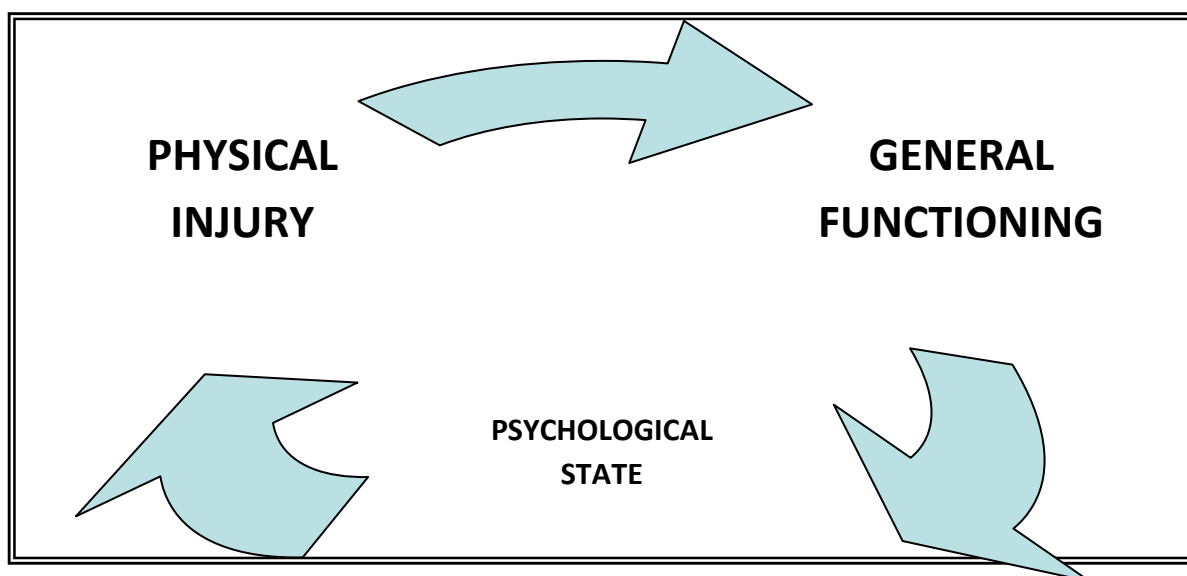 PHYSICAL
INJURY
GENERAL
FUNCTIONING
PSYCHOLOGICAL
STATE